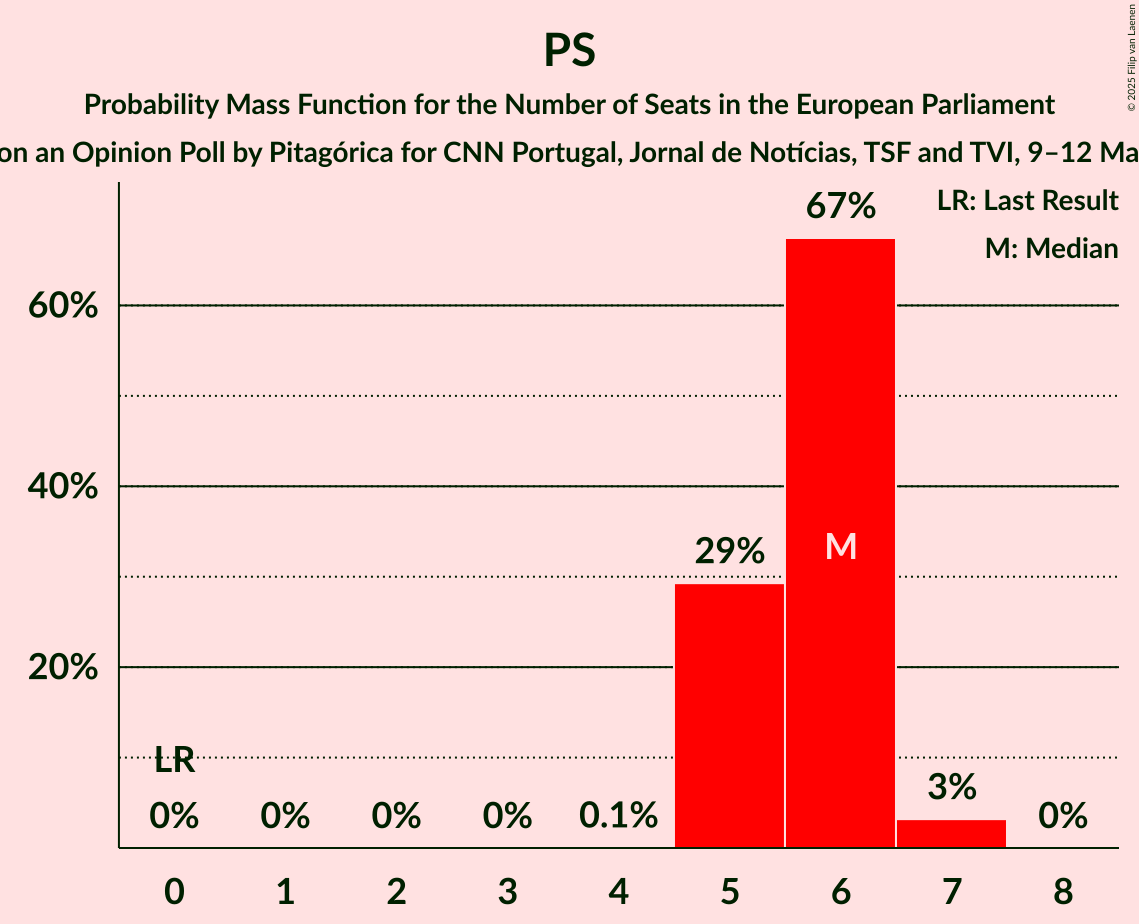 PS
Probability Mass Function for the Number of Seats in the European Parliament
on an Opinion Poll by Pitagórica for CNN Portugal, Jornal de Notícias, TSF and TVI, 9–12 Ma
© 2025 Filip van Laenen
LR: Last Result
M: Median
67%
60%
40%
29%
M
20%
LR
0%
0%
0%
0%
0.1%
3%
0%
0
1
2
3
4
5
6
7
8